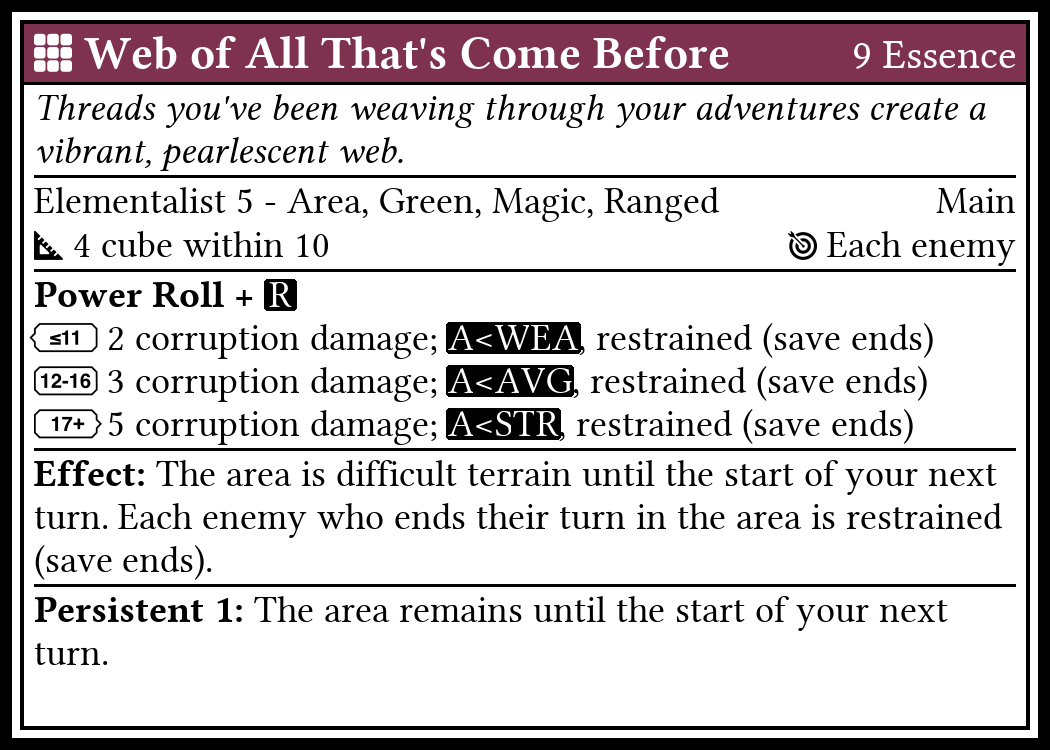 Web of All That's Come Before 9 Essence
Threads you've been weaving through your adventures create a
vibrant, pearlescent web.
Elementalist 5 - Area, Green, Magic, Ranged Main
4 cube within 10 Each enemy
Power Roll + R
≤11 2 corruption damage; A<WEA, restrained (save ends)
12-16 3 corruption damage; A<AVG, restrained (save ends)
17+ 5 corruption damage; A<STR, restrained (save ends)
Effect: The area is difficult terrain until the start of your next
turn. Each enemy who ends their turn in the area is restrained
(save ends).
Persistent 1: The area remains until the start of your next
turn.